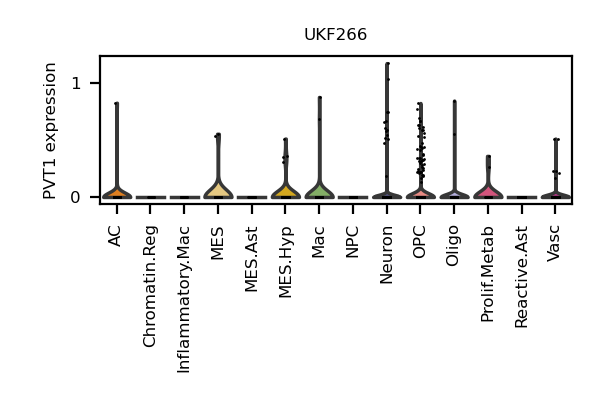 UKF266
PVT1 expression
1
0
AC
Chromatin.Reg
Inflammatory.Mac
MES
MES.Ast
MES.Hyp
Mac
NPC
Neuron
OPC
Oligo
Prolif.Metab
Reactive.Ast
Vasc